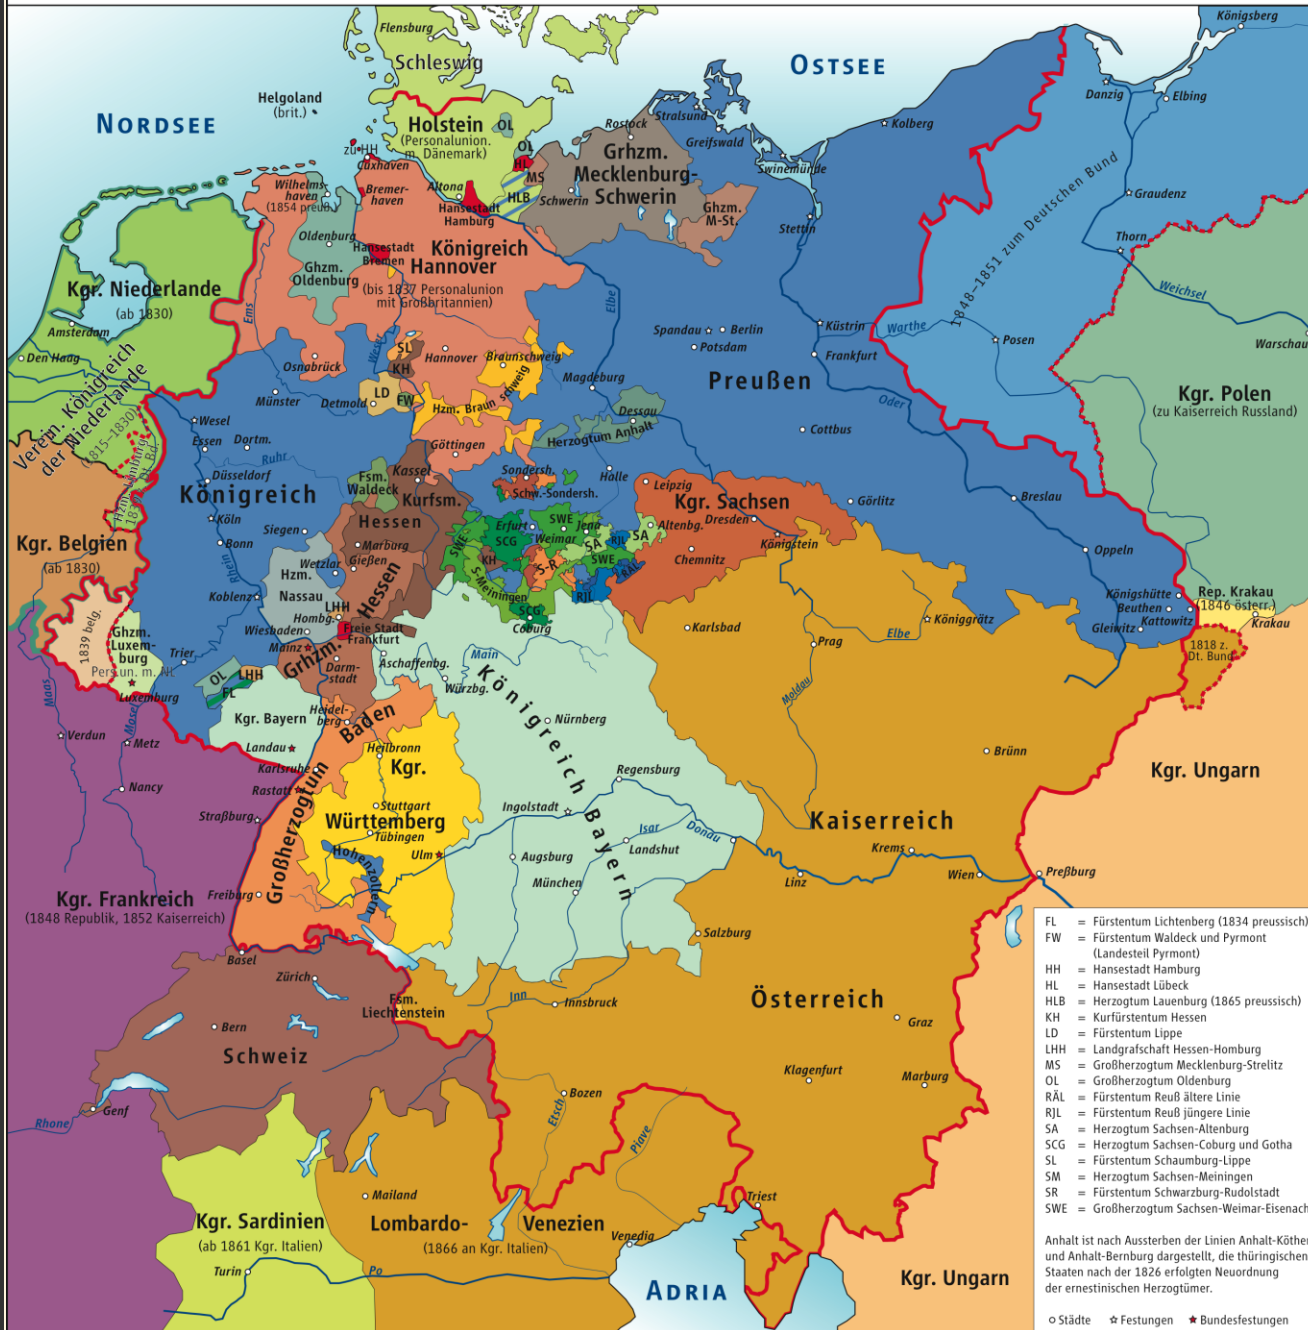 Königsberg
Flensburg
Schleswig
OSTSEE
Danzig
Elbing
Helgoland
(brit.)
NORDSEE
Holstein
(Personalunion.
m. Dänemark)
OL
OL
Stralsund
Rostock
Greifswald
Kolberg
zu HH
Cuxhaven
HL
MS
HLB
Grhzm.
Mecklenburg-
Schwerin
Swinemünde
Wilhelms-
haven
(1854 preuß.)
Bremer-
haven
Altona
Hansestadt
Hamburg
Schwerin
Ghzm.
M-St.
Stettin
Graudenz
Thorn
1848–1851 zum Deutschen Bund
Oldenburg
Ghzm.
Oldenburg
Hansestadt
Bremen
Königreich
Hannover
(bis 1837 Personalunion
mit Großbritannien)
Kgr. Niederlande
(ab 1830)
Amsterdam
Den Haag
Ems
Weser
Elbe
Weichsel
Warschau
Spandau
Berlin
Potsdam
Küstrin
Warthe
Posen
Frankfurt
Verein. Königreich
der Niederlande
(1815–1830)
Osnabrück
SL
KH
Hannover
Braunschweig
Magdeburg
Preußen
Oder
Kgr. Polen
(zu Kaiserreich Russland)
Münster
Detmold
LD
FW
Hzm. Braunschweig
Dessau
Herzogtum Anhalt
Cottbus
Wesel
Essen
Dortm.
Ruhr
Göttingen
Düsseldorf
Königreich
Fsm.
Waldeck
Kassel
Kurfsm.
Hessen
Sondersh.
Schw.-Sondersh.
Halle
Leipzig
Kgr. Sachsen
Görlitz
Breslau
Köln
Bonn
Rhein
Siegen
Marburg
Gießen
Wetzlar
Erfurt
SWE
Jena
Weimar
SCG
SWE
KH
SA
RJL
SA
SWE
Altenbg.
Dresden
Königstein
Chemnitz
S-R
RÄL
RJL
S-Meiningen
SCG
Coburg
Oppeln
Kgr. Belgien
(ab 1830)
Hzm.
Nassau
Koblenz
LHH
Hombg.
Wiesbaden
Mainz
Freie Stadt
Frankfurt
Grhzm.
Hessen
Darm-
stadt
Aschaffenbg.
Würzbg.
Main
Königshütte
Beuthen
Kattowitz
Gleiwitz
Rep. Krakau
(1846 österr.)
Krakau
1818 z.
Dt. Bund
1839 belg.
Ghzm.
Luxem-
burg
Pers.un. m. NL
Luxemburg
Trier
OL
LHH
FL
Kgr. Bayern
Landau
Karlsbad
Prag
Elbe
Königgrätz
Moldau
Maas
Mosel
Verdun
Metz
Nancy
Heidel-
berg
Großherzogtum
Baden
Heilbronn
Karlsruhe
Rastatt
Straßburg
Kgr.
Württemberg
Stuttgart
Tübingen
Ulm
Hohenzollern
Freiburg
Königreich Bayern
Nürnberg
Regensburg
Ingolstadt
Isar
Donau
Landshut
Augsburg
München
Brünn
Kgr. Ungarn
Kaiserreich
Krems
Linz
Wien
Preßburg
Kgr. Frankreich
(1848 Republik, 1852 Kaiserreich)
Basel
Zürich
Bern
Schweiz
Genf
Rhone
Salzburg
Fsm.
Liechtenstein
Inn
Innsbruck
Österreich
Graz
Klagenfurt
Marburg
Bozen
Etsch
Piave
Triest
Mailand
Lombardo-
Venezien
(1866 an Kgr. Italien)
Venedig
Kgr. Sardinien
(ab 1861 Kgr. Italien)
Turin
Po
ADRIA
Kgr. Ungarn
FL = Fürstentum Lichtenberg (1834 preussisch)
FW = Fürstentum Waldeck und Pyrmont
(Landesteil Pyrmont)
HH = Hansestadt Hamburg
HL = Hansestadt Lübeck
HLB = Herzogtum Lauenburg (1865 preussisch)
KH = Kurfürstentum Hessen
LD = Fürstentum Lippe
LHH = Landgrafschaft Hessen-Homburg
MS = Großherzogtum Mecklenburg-Strelitz
OL = Großherzogtum Oldenburg
RÄL = Fürstentum Reuß ältere Linie
RJL = Fürstentum Reuß jüngere Linie
SA = Herzogtum Sachsen-Altenburg
SCG = Herzogtum Sachsen-Coburg und Gotha
SL = Fürstentum Schaumburg-Lippe
SM = Herzogtum Sachsen-Meiningen
SR = Fürstentum Schwarzburg-Rudolstadt
SWE = Großherzogtum Sachsen-Weimar-Eisenach
Anhalt ist nach Aussterben der Linien Anhalt-Köthen
und Anhalt-Bernburg dargestellt, die thüringischen
Staaten nach der 1826 erfolgten Neuordnung
der ernestinischen Herzogtümer.
Städte
Festungen
Bundesfestungen